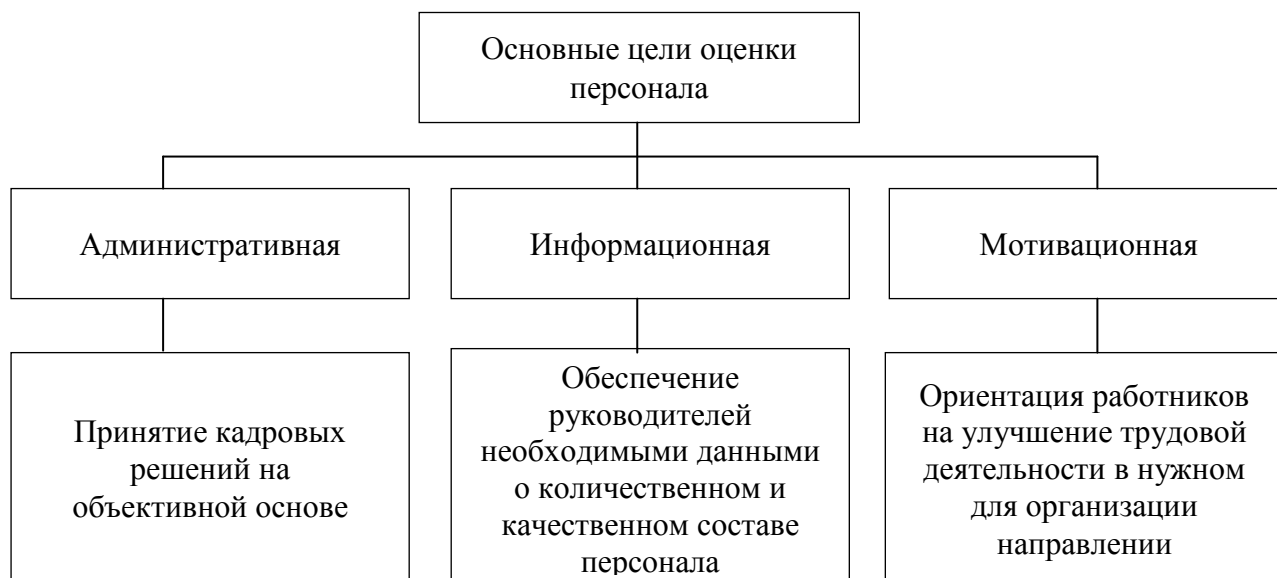 Основные цели оценки
персонала
Административная
Информационная
Мотивационная
Принятие кадровых
решений на
объективной основе
Обеспечение
руководителей
необходимыми данными
о количественном и
качественном составе
персонала
Ориентация работников
на улучшение трудовой
деятельности в нужном
для организации
направлении